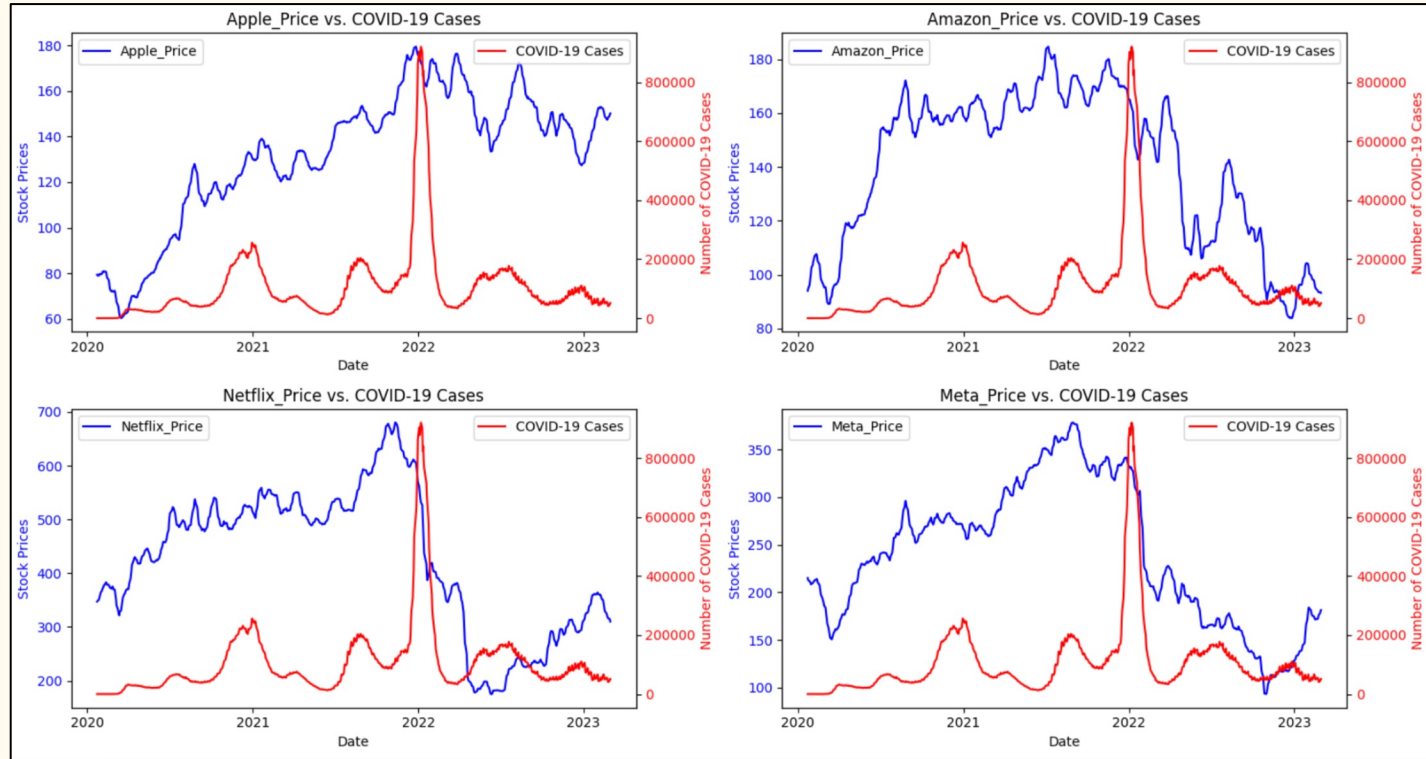 Apple_Price vs. COVID-19 Cases
Apple_Price
COVID-19 Cases
180
160
140
120
100
80
60
Stock Prices
800000
600000
400000
200000
0
Number of COVID-19 Cases
2020
2021
2022
2023
Date
Amazon_Price vs. COVID-19 Cases
Amazon_Price
COVID-19 Cases
180
160
140
120
100
80
Stock Prices
800000
600000
400000
200000
0
Number of COVID-19 Cases
2020
2021
2022
2023
Date
Netflix_Price vs. COVID-19 Cases
Netflix_Price
COVID-19 Cases
700
600
500
400
300
200
Stock Prices
800000
600000
400000
200000
0
Number of COVID-19 Cases
2020
2021
2022
2023
Date
Meta_Price vs. COVID-19 Cases
Meta_Price
COVID-19 Cases
350
300
250
200
150
100
Stock Prices
800000
600000
400000
200000
0
Number of COVID-19 Cases
2020
2021
2022
2023
Date